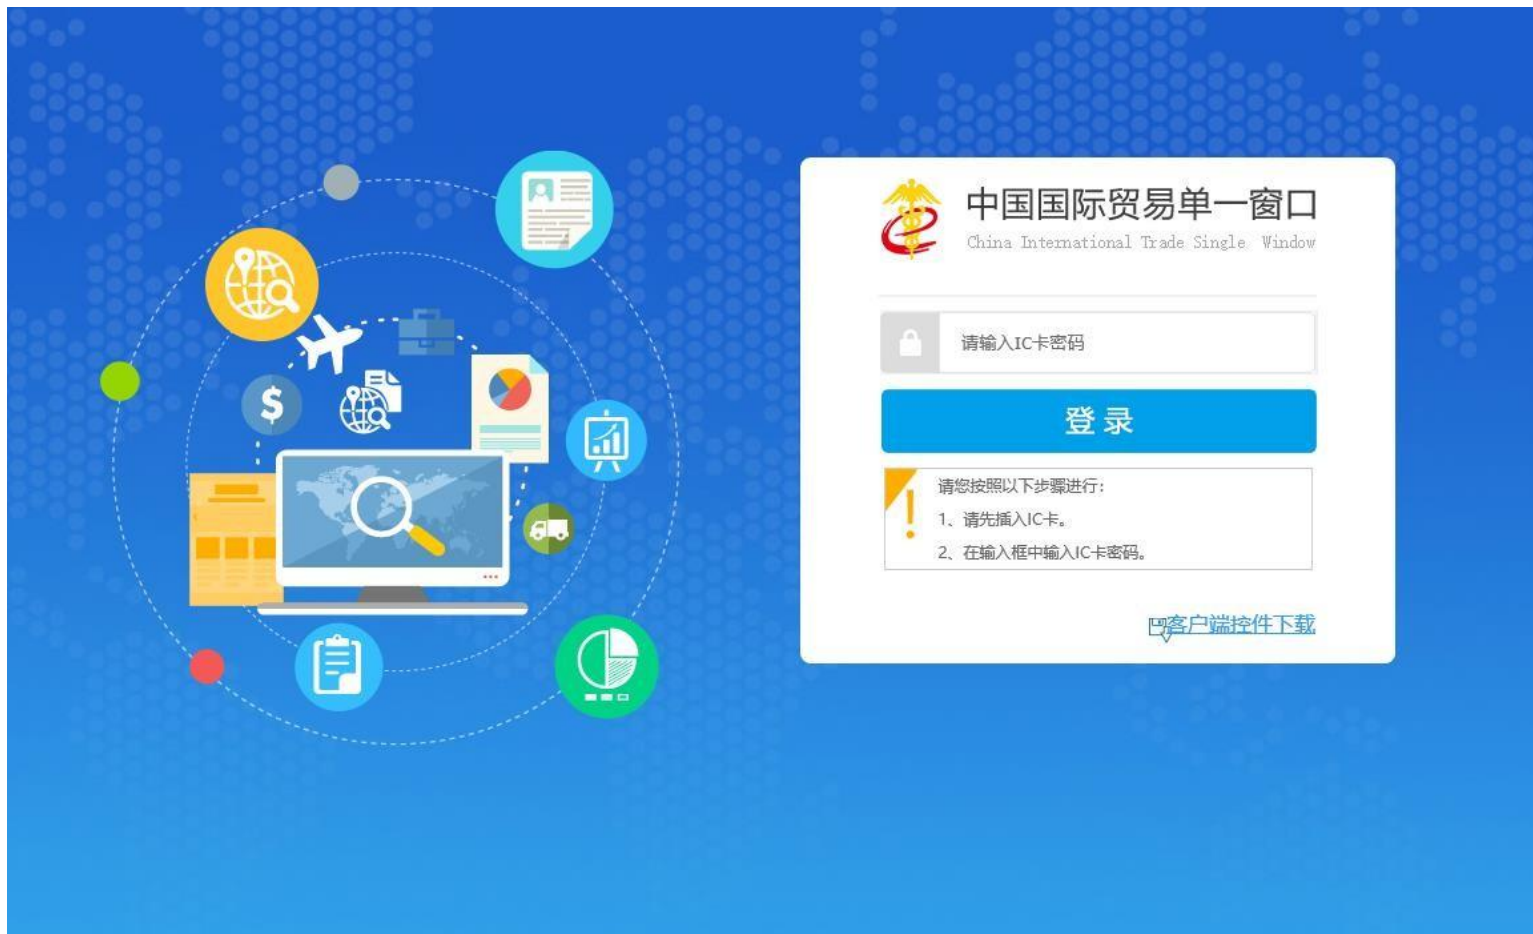 中国国际贸易单一窗口
China International Trade Single Window
请输入IC卡密码
登录
请您按照以下步骤进行：
1、请先插入IC卡。
2、在输入框中输入IC卡密码。
客户端控件下载